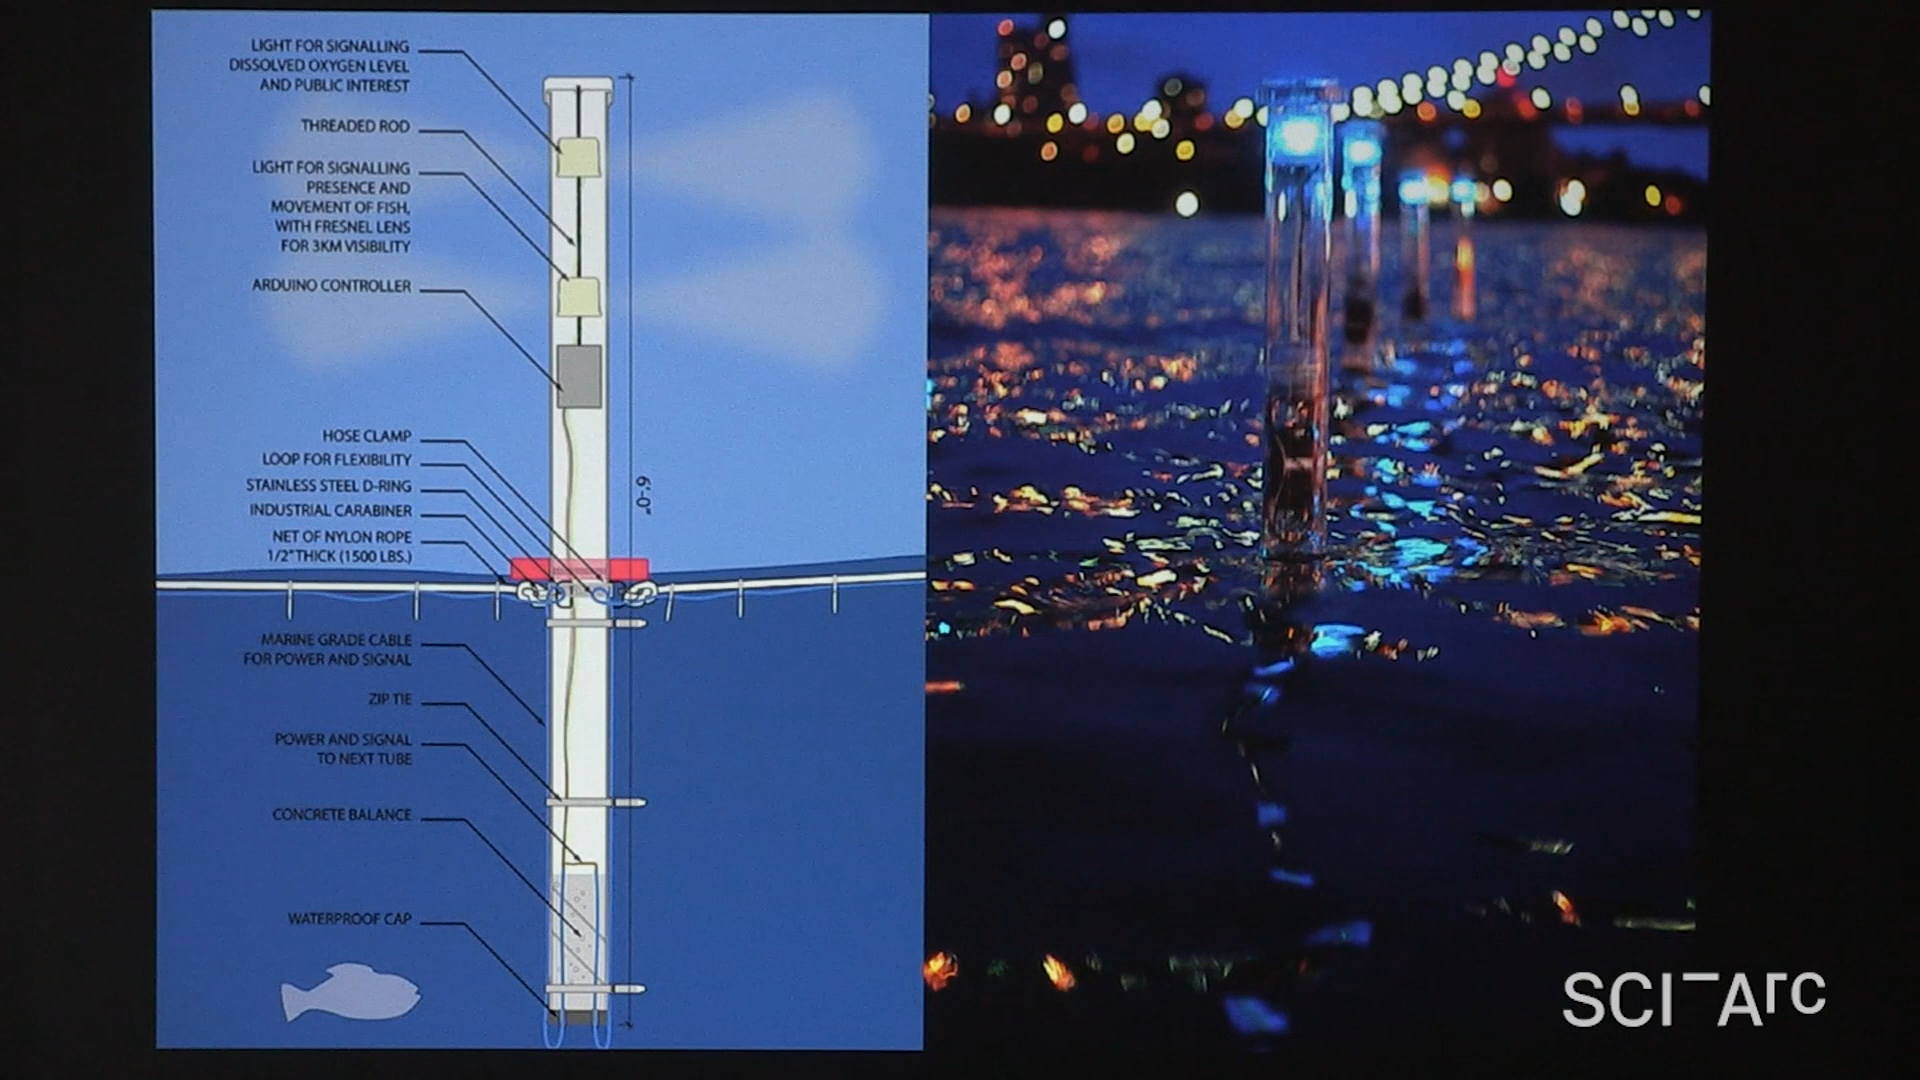 LIGHT FOR SIGNALLING
DISSOLVED OXYGEN LEVEL
AND PUBLIC INTEREST
THREADED ROD
LIGHT FOR SIGNALLING
PRESENCE AND
MOVEMENT OF FISH,
WITH FRESNEL LENS
FOR 3KM VISIBILITY
ARDUINO CONTROLLER
HOSE CLAMP
LOOP FOR FLEXIBILITY
STAINLESS STEEL D-RING
INDUSTRIAL CARABINER
NET OF NYLON ROPE
1/2" THICK (1500 LBS.)
6'-0"
MARINE GRADE CABLE
FOR POWER AND SIGNAL
ZIP TIE
POWER AND SIGNAL
TO NEXT TUBE
CONCRETE BALANCE
WATERPROOF CAP
SCI-Arc